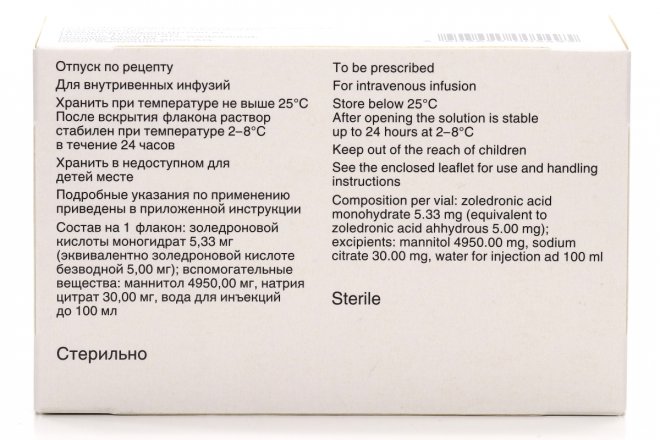 Отпуск по рецепту
Для внутривенных инфузий
Хранить при температуре не выше 25°C
После вскрытия флакона раствор
стабилен при температуре 2–8°C
в течение 24 часов
Хранить в недоступном для
детей месте
Подробные указания по применению
приведены в приложенной инструкции
Состав на 1 флакон: золедроновой
кислоты моногидрат 5,33 мг
(эквивалентно золедроновой кислоте
безводной 5,00 мг); вспомогательные
вещества: маннитол 4950,00 мг, натрия
цитрат 30,00 мг, вода для инъекций
до 100 мл
Стерильно
To be prescribed
For intravenous infusion
Store below 25°C
After opening the solution is stable
up to 24 hours at 2–8°C
Keep out of the reach of children
See the enclosed leaflet for use and handling
instructions
Composition per vial: zoledronic acid
monohydrate 5.33 mg (equivalent to
zoledronic acid ahhydrous 5.00 mg);
excipients: mannitol 4950.00 mg, sodium
citrate 30.00 mg, water for injection ad 100 ml
Sterile